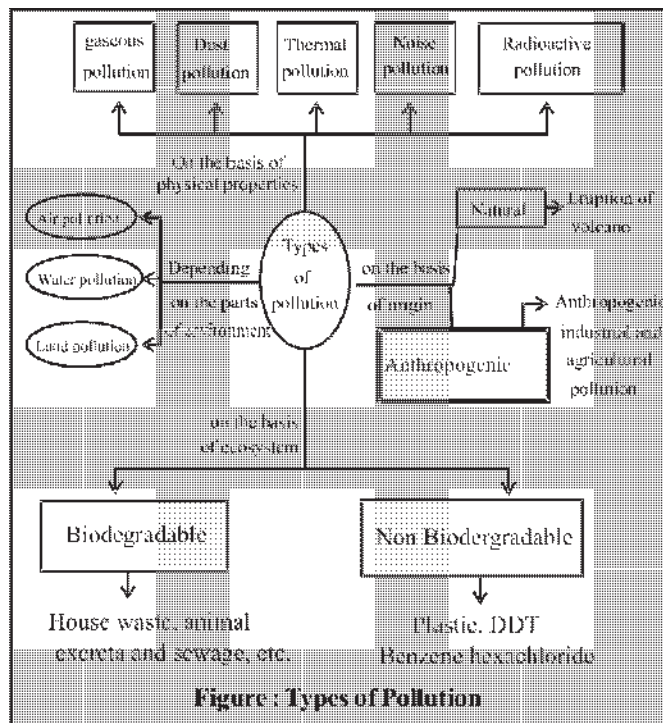 gaseous
pollution
Dust
pollution
Thermal
pollution
Noise
pollution
Radioactive
pollution
On the basis of
physical properties
Air pollution
Water pollution
Land pollution
Depending
on the parts
of environment
Types
of
pollution
on the basis
of origin
Natural
Eruption of
volcano
Anthropogenic
Anthropogenic
industrial and
agricultural
pollution
on the basis
of ecosystem
Biodegradable
Non Biodergradable
House waste, animal
excreta and sewage, etc.
Plastic, DDT
Benzene hexachloride
Figure : Types of Pollution